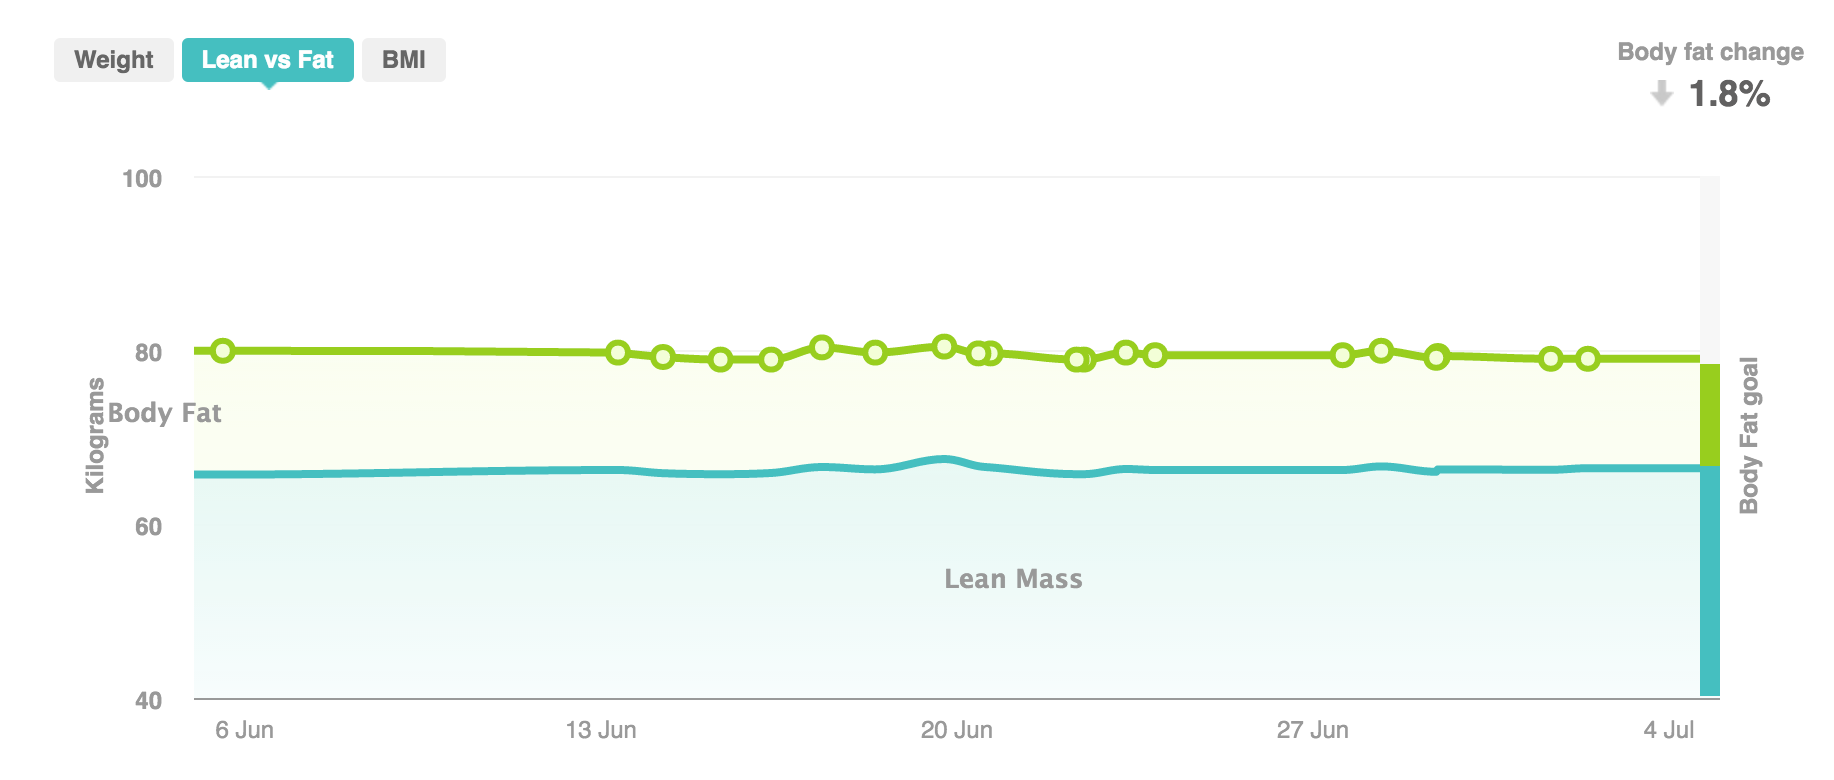 Weight
Lean vs Fat
BMI
Body fat change
1.8%
100
80
60
40
Kilograms
Body Fat
Lean Mass
Body Fat goal
6 Jun
13 Jun
20 Jun
27 Jun
4 Jul